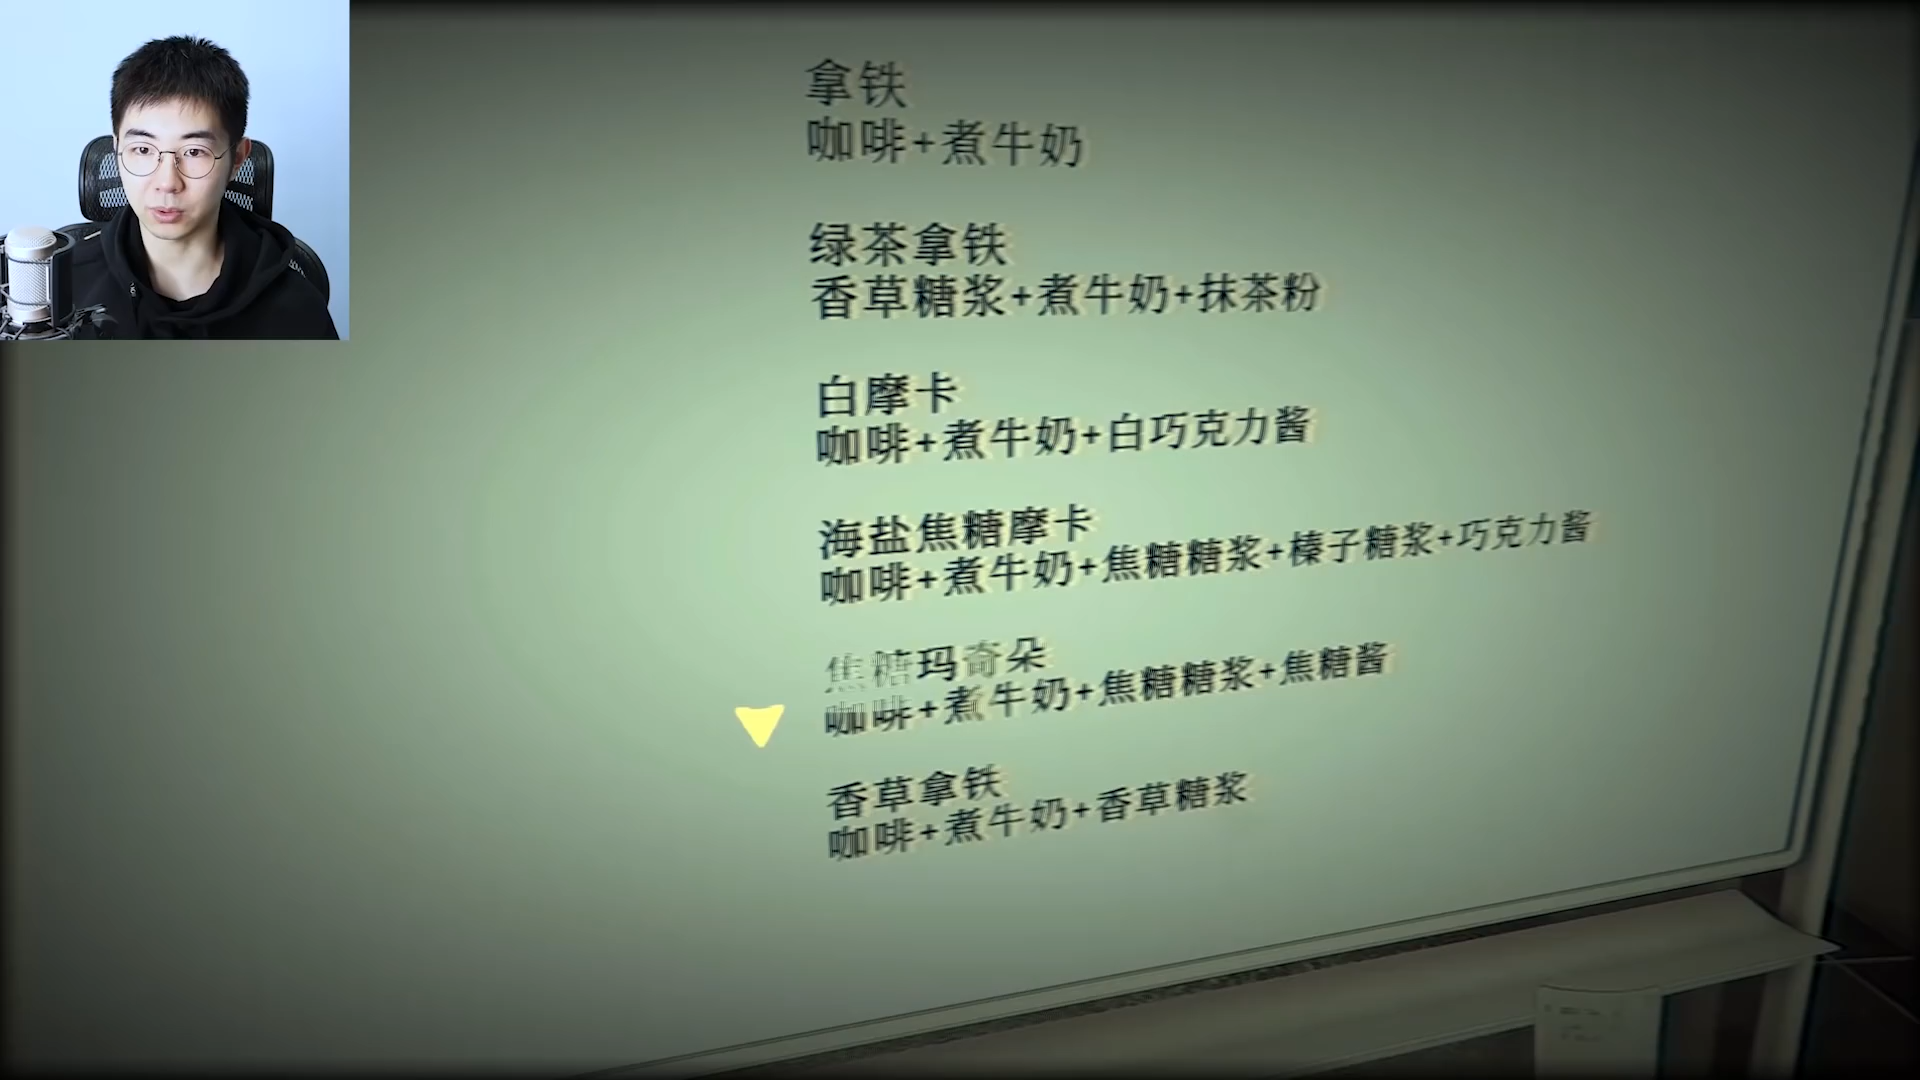 拿铁
咖啡+煮牛奶
绿茶拿铁
香草糖浆+煮牛奶+抹茶粉
白摩卡
咖啡+煮牛奶+白巧克力酱
海盐焦糖摩卡
咖啡+煮牛奶+焦糖糖浆+榛子糖浆+巧克力酱
焦糖玛奇朵
咖啡+煮牛奶+焦糖糖浆+焦糖酱
香草拿铁
咖啡+煮牛奶+香草糖浆